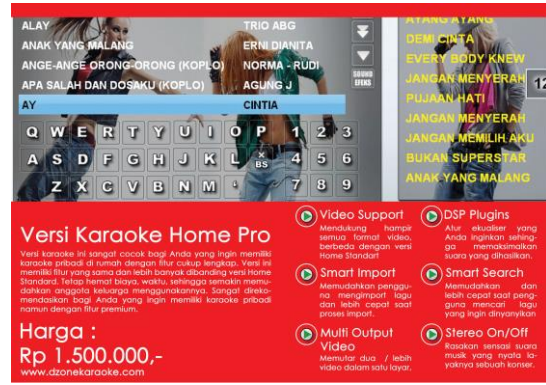 ALAY TRIO ABG
ANAK YANG MALANG ERNI DIANITA
ANGE-ANGE ORONG-ORONG (KOPLO) NORMA - RUDI
APA SALAH DAN DOSAKU (KOPLO) AGUNG J
AY CINTIA
SOUND
EFEKS
Q W E R T Y U I O P 1 2 3
A S D F G H J K L × BS 4 5 6
Z X C V B N M ' 7 8 9
AYANG AYANG
DEMI CINTA
EVERY BODY KNEW
JANGAN MENYERAH
12
PUJAAN HATI
JANGAN MENYERAH
JANGAN MEMILIH AKU
BUKAN SUPERSTAR
ANAK YANG MALANG
Versi Karaoke Home Pro
Versi karaoke ini sangat cocok bagi Anda yang ingin memiliki
karaoke pribadi di rumah dengan fitur cukup lengkap. Versi ini
memiliki fitur yang sama dan lebih banyak dibanding versi Home
Standard. Tetap hemat biaya, waktu, sehingga semakin memu-
dahkan anggota keluarga menggunakannya. Sangat direko-
mendasikan bagi Anda yang ingin memiliki karaoke pribadi
namun dengan fitur premium.
Harga :
Rp 1.500.000,-
www.dzonekaraoke.com
Video Support
Mendukung hampir
semua format video,
berbeda dengan versi
Home Standart
Smart Import
Memudahkan penggu-
na mengimport lagu
dan lebih cepat saat
proses import.
Multi Output
Video
Memutar dua / lebih
video dalam satu layar.
DSP Plugins
Atur ekualiser yang
Anda inginkan sehing-
ga memaksimalkan
suara yang dihasilkan.
Smart Search
Memudahkan dan
lebih cepat saat peng-
guna mencari lagu
yang ingin dinyanyikan
Stereo On/Off
Rasakan sensasi suara
musik yang nyata la-
yaknya sebuah konser.